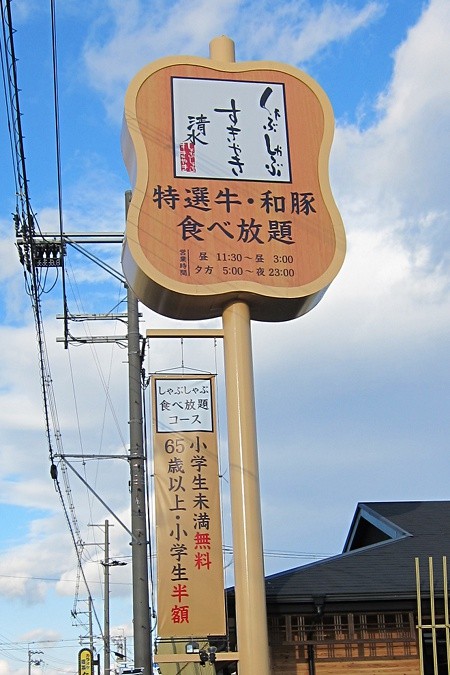 しゃぶしゃぶ
すきやき
清水
特選牛・和豚
食べ放題
営業時間
昼 11:30～昼 3:00
夕方 5:00～夜 23:00
しゃぶしゃぶ
食べ放題
コース
小学生未満無料
65歳以上・小学生半額